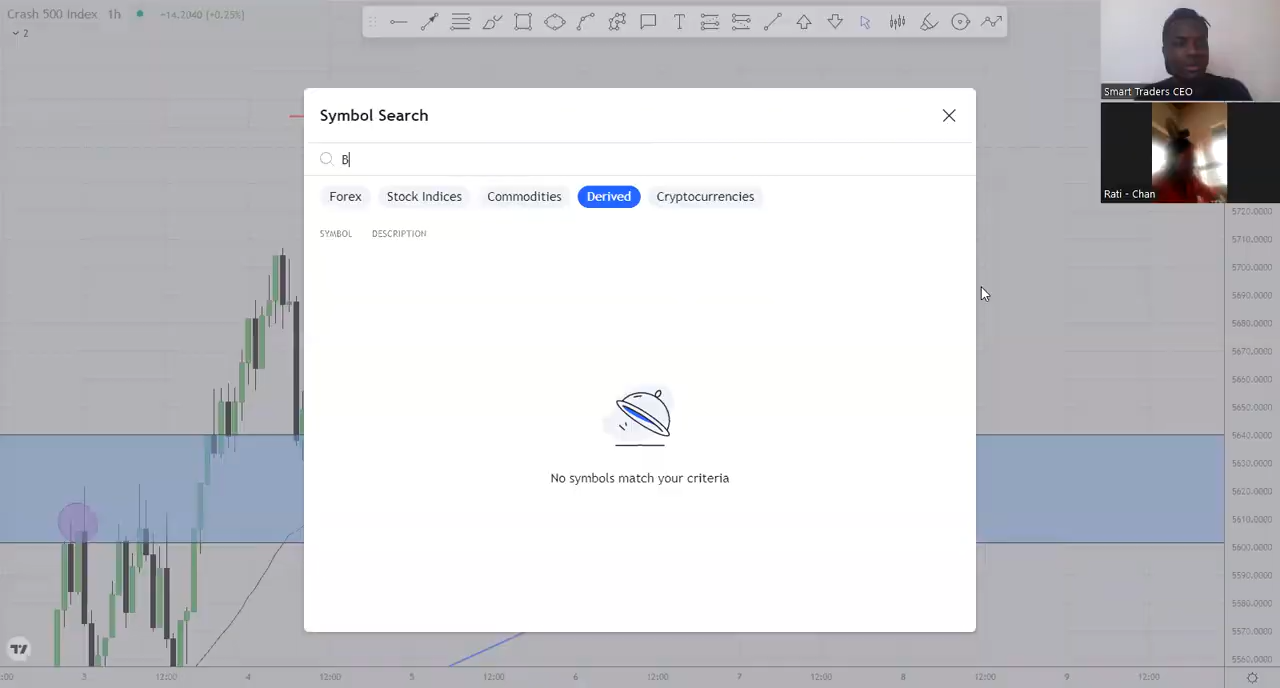 Crash 500 Index 1h -14.2040 (+0.25%)
2
Smart Traders CEO
Rati - Chan
Symbol Search
B
Forex Stock Indices Commodities Derived Cryptocurrencies
SYMBOL DESCRIPTION
No symbols match your criteria
5720.0000
5710.0000
5700.0000
5690.0000
5680.0000
5670.0000
5660.0000
5650.0000
5640.0000
5630.0000
5620.0000
5610.0000
5600.0000
5590.0000
5580.0000
5570.0000
5560.0000
:00 3 12:00 4 12:00 5 12:00 6 12:00 7 12:00 8 12:00 9 12:00